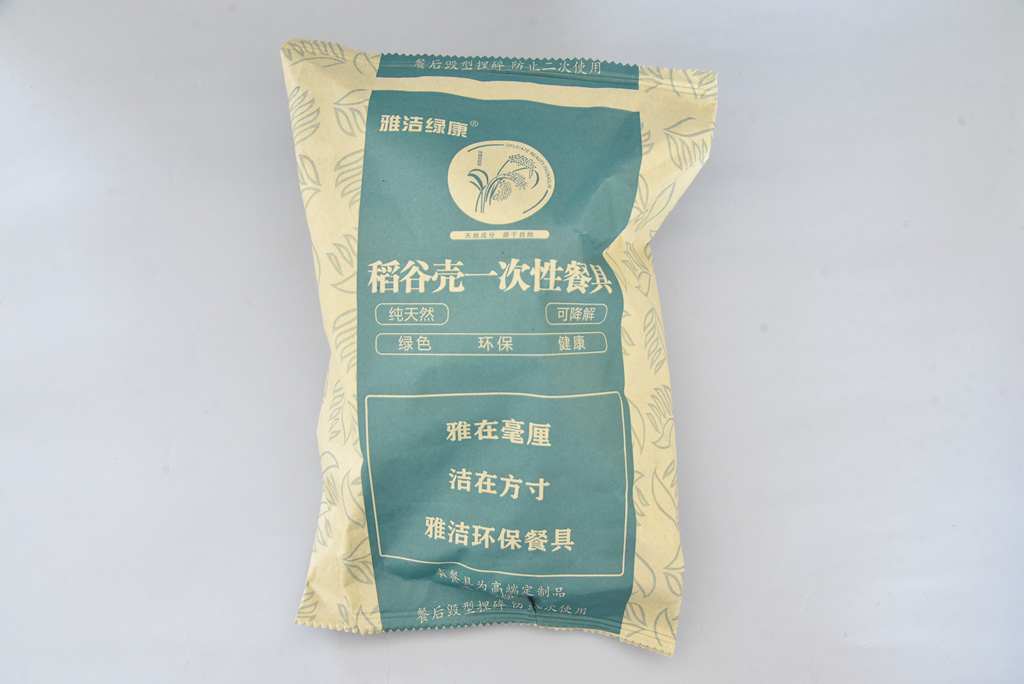 餐后毁型捏碎 防止二次使用
雅洁绿康®
DELICATE BEAUTY
天然成分 源于自然
稻谷壳一次性餐具
纯天然 可降解
绿色 环保 健康
雅在毫厘
洁在方寸
雅洁环保餐具
本餐具为高端定制品
餐后毁型捏碎 防 次使用